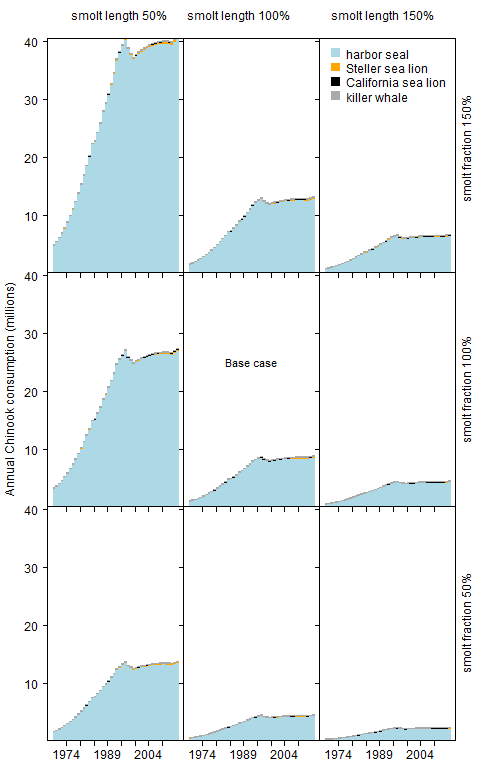 smolt length 50%
smolt length 100%
smolt length 150%
40
30
20
10
harbor seal
Steller sea lion
California sea lion
killer whale
smolt fraction 150%
Annual Chinook consumption (millions)
40
30
20
10
Base case
smolt fraction 100%
40
30
20
10
smolt fraction 50%
1974 1989 2004
1974 1989 2004
1974 1989 2004